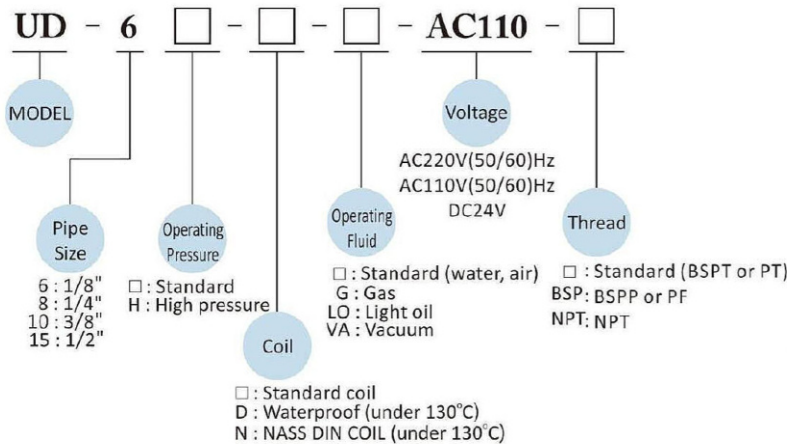 UD - 6 □ - □ - □ - AC110 - □
MODEL
Voltage
AC220V(50/60)Hz
AC110V(50/60)Hz
DC24V
Pipe
Size
6 : 1/8"
8 : 1/4"
10 : 3/8"
15 : 1/2"
Operating
Pressure
□ : Standard
H : High pressure
Operating
Fluid
□ : Standard (water, air)
G : Gas
LO : Light oil
VA : Vacuum
Thread
□ : Standard (BSPT or PT)
BSP: BSPP or PF
NPT: NPT
Coil
□ : Standard coil
D : Waterproof (under 130°C)
N : NASS DIN COIL (under 130°C)